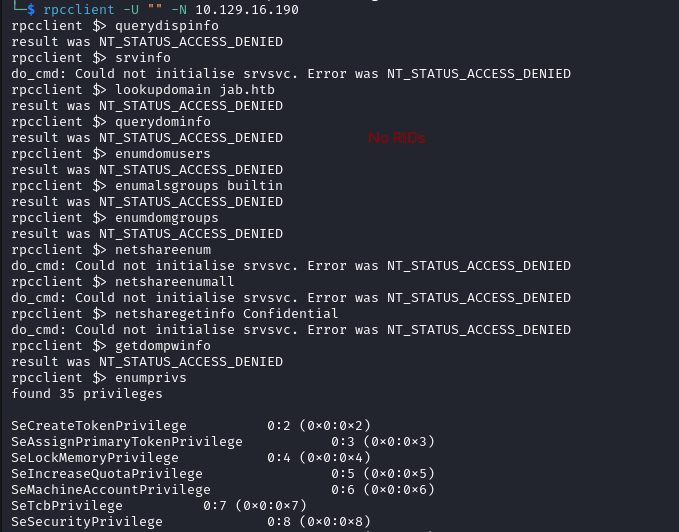 └─$ rpcclient -U "" -N 10.129.16.190
rpcclient $> querydispinfo
result was NT_STATUS_ACCESS_DENIED
rpcclient $> srvinfo
do_cmd: Could not initialise srvsvc. Error was NT_STATUS_ACCESS_DENIED
rpcclient $> lookupdomain jab.htb
result was NT_STATUS_ACCESS_DENIED
rpcclient $> querydominfo
result was NT_STATUS_ACCESS_DENIED No RIDs
rpcclient $> enumdomusers
result was NT_STATUS_ACCESS_DENIED
rpcclient $> enumalsgroups builtin
result was NT_STATUS_ACCESS_DENIED
rpcclient $> enumdomgroups
result was NT_STATUS_ACCESS_DENIED
rpcclient $> netshareenum
do_cmd: Could not initialise srvsvc. Error was NT_STATUS_ACCESS_DENIED
rpcclient $> netshareenumall
do_cmd: Could not initialise srvsvc. Error was NT_STATUS_ACCESS_DENIED
rpcclient $> netsharegetinfo Confidential
do_cmd: Could not initialise srvsvc. Error was NT_STATUS_ACCESS_DENIED
rpcclient $> getdompwinfo
result was NT_STATUS_ACCESS_DENIED
rpcclient $> enumprivs
found 35 privileges
SeCreateTokenPrivilege 0:2 (0×0:0×2)
SeAssignPrimaryTokenPrivilege 0:3 (0×0:0×3)
SeLockMemoryPrivilege 0:4 (0×0:0×4)
SeIncreaseQuotaPrivilege 0:5 (0×0:0×5)
SeMachineAccountPrivilege 0:6 (0×0:0×6)
SeTcbPrivilege 0:7 (0×0:0×7)
SeSecurityPrivilege 0:8 (0×0:0×8)